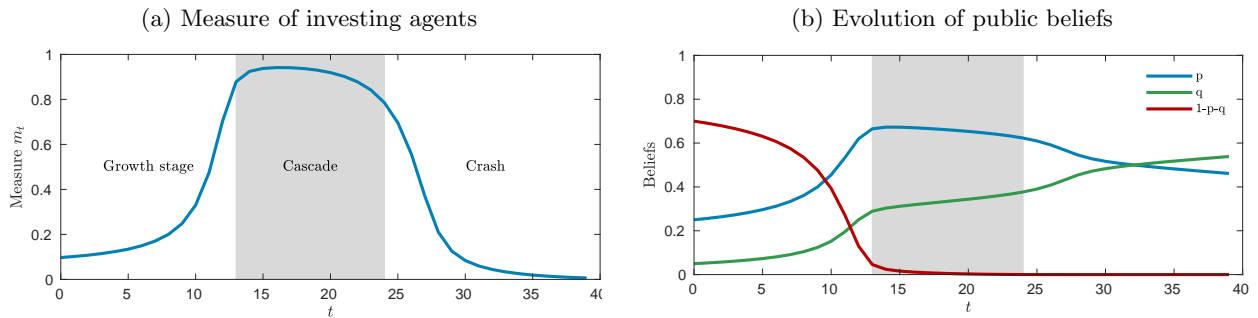 (a) Measure of investing agents
1
0.8
0.6
0.4
0.2
0
0 5 10 15 20 25 30 35 40
Measure m_t
t
Growth stage
Cascade
Crash
(b) Evolution of public beliefs
1
0.8
0.6
0.4
0.2
0
0 5 10 15 20 25 30 35 40
Beliefs
t
p
q
1-p-q